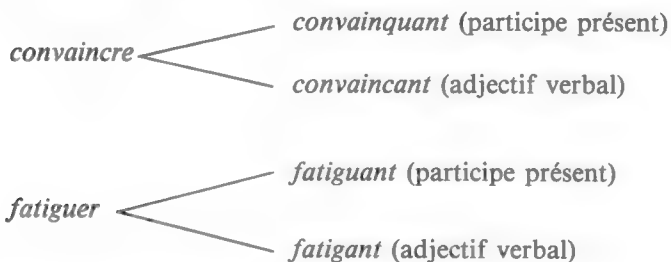 convaincre
convainquant (participe présent)
convaincant (adjectif verbal)
fatiguer
fatiguant (participe présent)
fatigant (adjectif verbal)